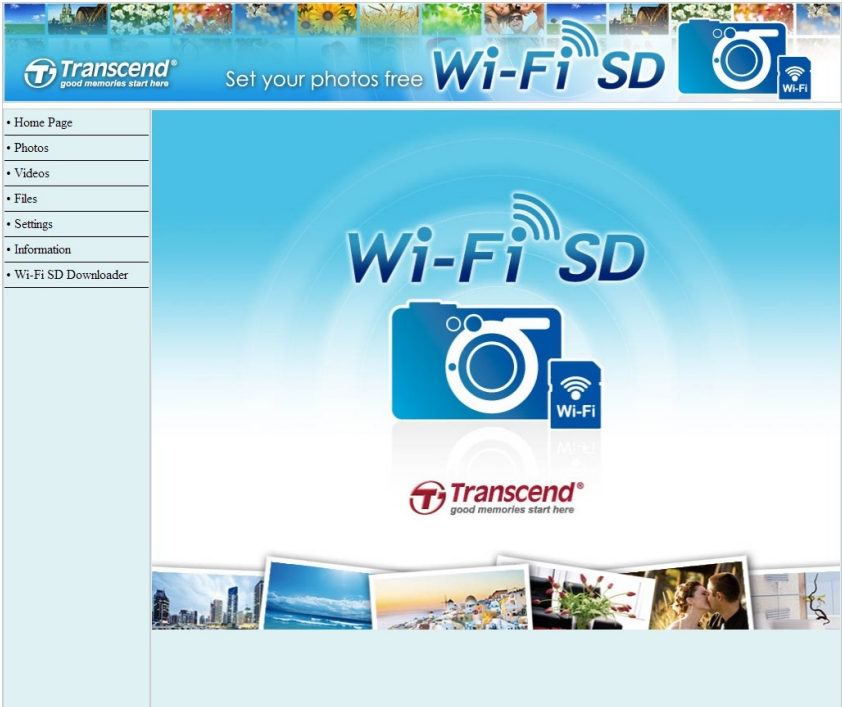 Transcend®
good memories start here
Set your photos free Wi-Fi SD
Wi-Fi
• Home Page
• Photos
• Videos
• Files
• Settings
• Information
• Wi-Fi SD Downloader
Wi-Fi SD
Wi-Fi
Transcend®
good memories start here